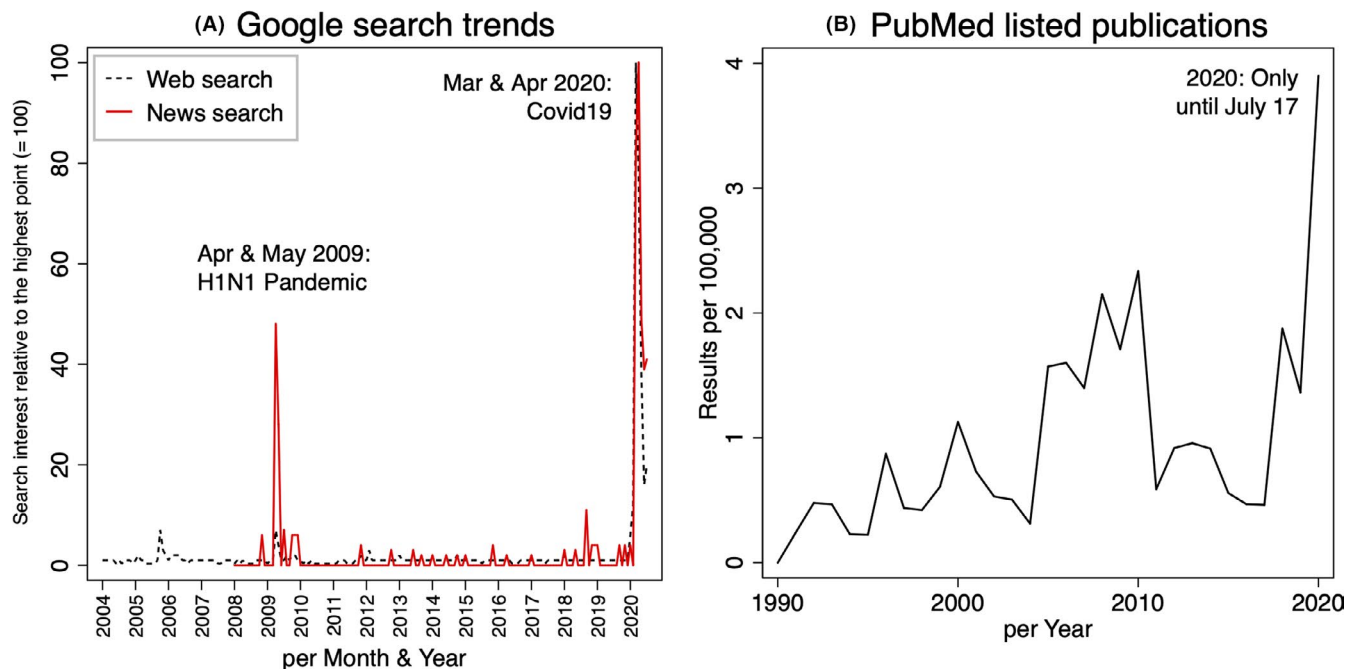 (A) Google search trends
Search interest relative to the highest point (= 100)
100
80
60
40
20
0
Web search
News search
Mar & Apr 2020:
Covid19
Apr & May 2009:
H1N1 Pandemic
2004
2005
2006
2007
2008
2009
2010
2011
2012
2013
2014
2015
2016
2017
2018
2019
2020
per Month & Year
(B) PubMed listed publications
Results per 100,000
4
3
2
1
0
2020: Only
until July 17
1990
2000
2010
2020
per Year